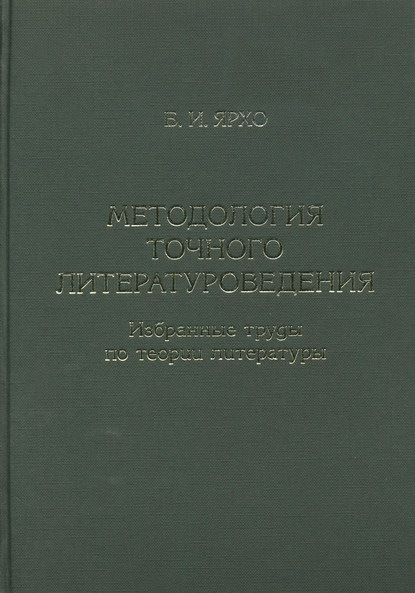 Б. И. ЯРХО
МЕТОДОЛОГИЯ
ТОЧНОГО
ЛИТЕРАТУРОВЕДЕНИЯ
Избранные труды
по теории литературы